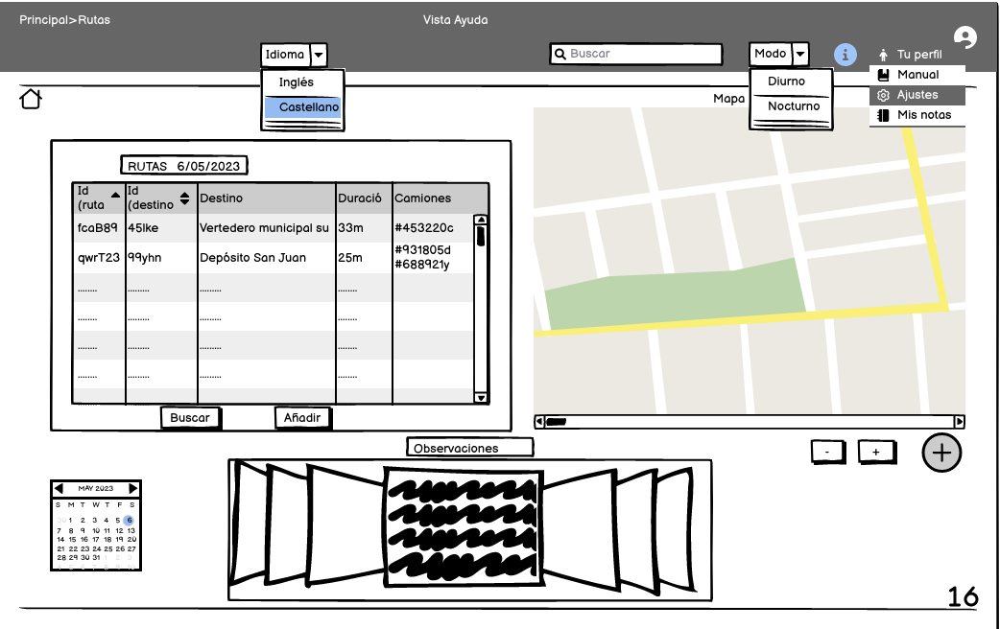 Principal>Rutas
Vista Ayuda
Idioma
Buscar
Modo
i
Tu perfil
Inglés
Castellano
Diurno
Nocturno
Manual
Ajustes
Mis notas
Mapa
RUTAS 6/05/2023
Id (ruta Id (destino Destino Duració Camiones
fcaB89 45lke Vertedero municipal su 33m #453220c
qwrT23 99yhn Depósito San Juan 25m #931805d
#688921y
........ ......... ......... ........
........ ......... ......... ........
........ ......... ......... ........
........ ......... ......... ........
Buscar Añadir
- + +
Observaciones
MAY 2023
S M T W T F S
30 1 2 3 4 5 6
7 8 9 10 11 12 13
14 15 16 17 18 19 20
21 22 23 24 25 26 27
28 29 30 31 1 2 3
16